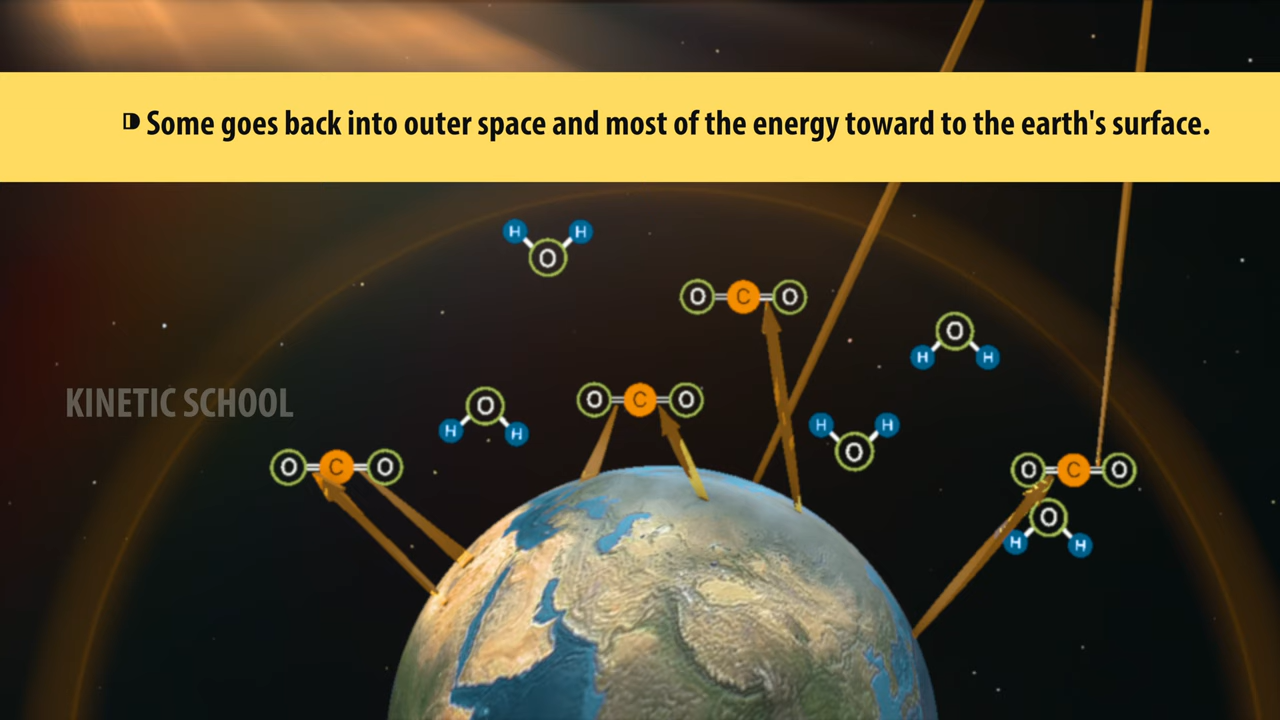 Some goes back into outer space and most of the energy toward to the earth's surface.
H H
O
O C O
O
H H
O
H H
O C O
H H
O
KINETIC SCHOOL
O C O
O C O
O
H H